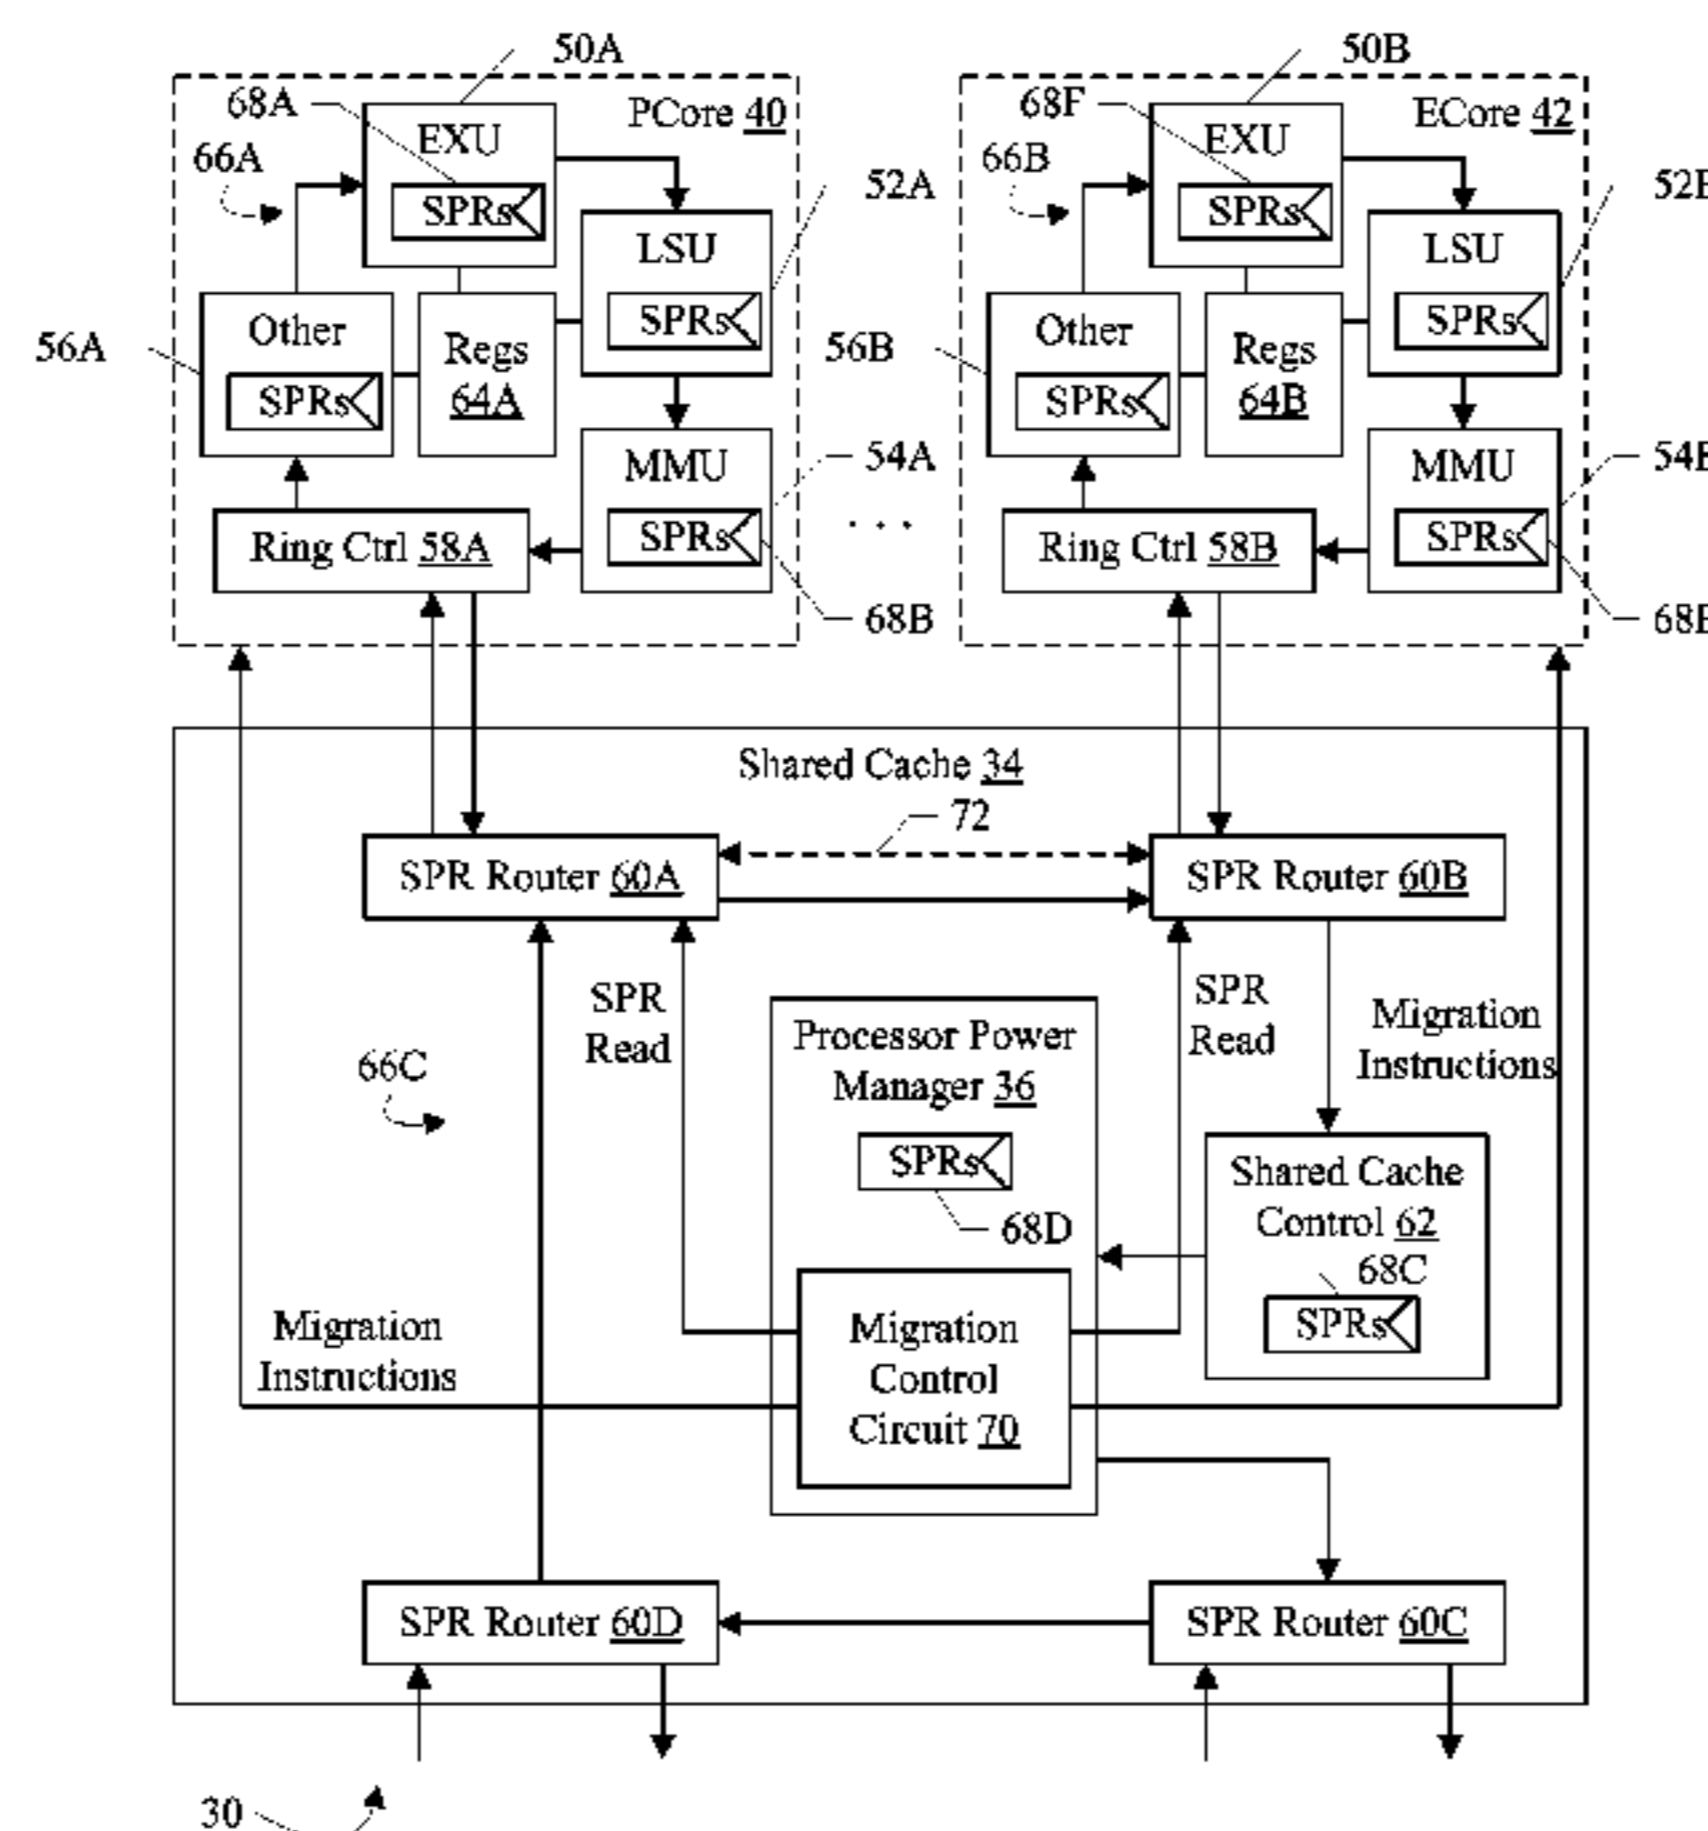 50A
50B
68A
EXU
PCore 40
68F
EXU
ECore 42
66A
66B
SPRs
52A
SPRs
LSU
LSU
SPRs
SPRs
56A
Other
Regs
64A
56B
Other
Regs
64B
SPRs
SPRs
MMU
54A
MMU
SPRs
SPRs
. . .
Ring Ctrl 58A
Ring Ctrl 58B
68B
Shared Cache 34
72
SPR Router 60A
SPR Router 60B
SPR
Read
SPR
Read
Migration
Instructions
66C
Processor Power
Manager 36
SPRs
68D
Shared Cache
Control 62
68C
SPRs
Migration
Instructions
Migration
Control
Circuit 70
SPR Router 60D
SPR Router 60C
30